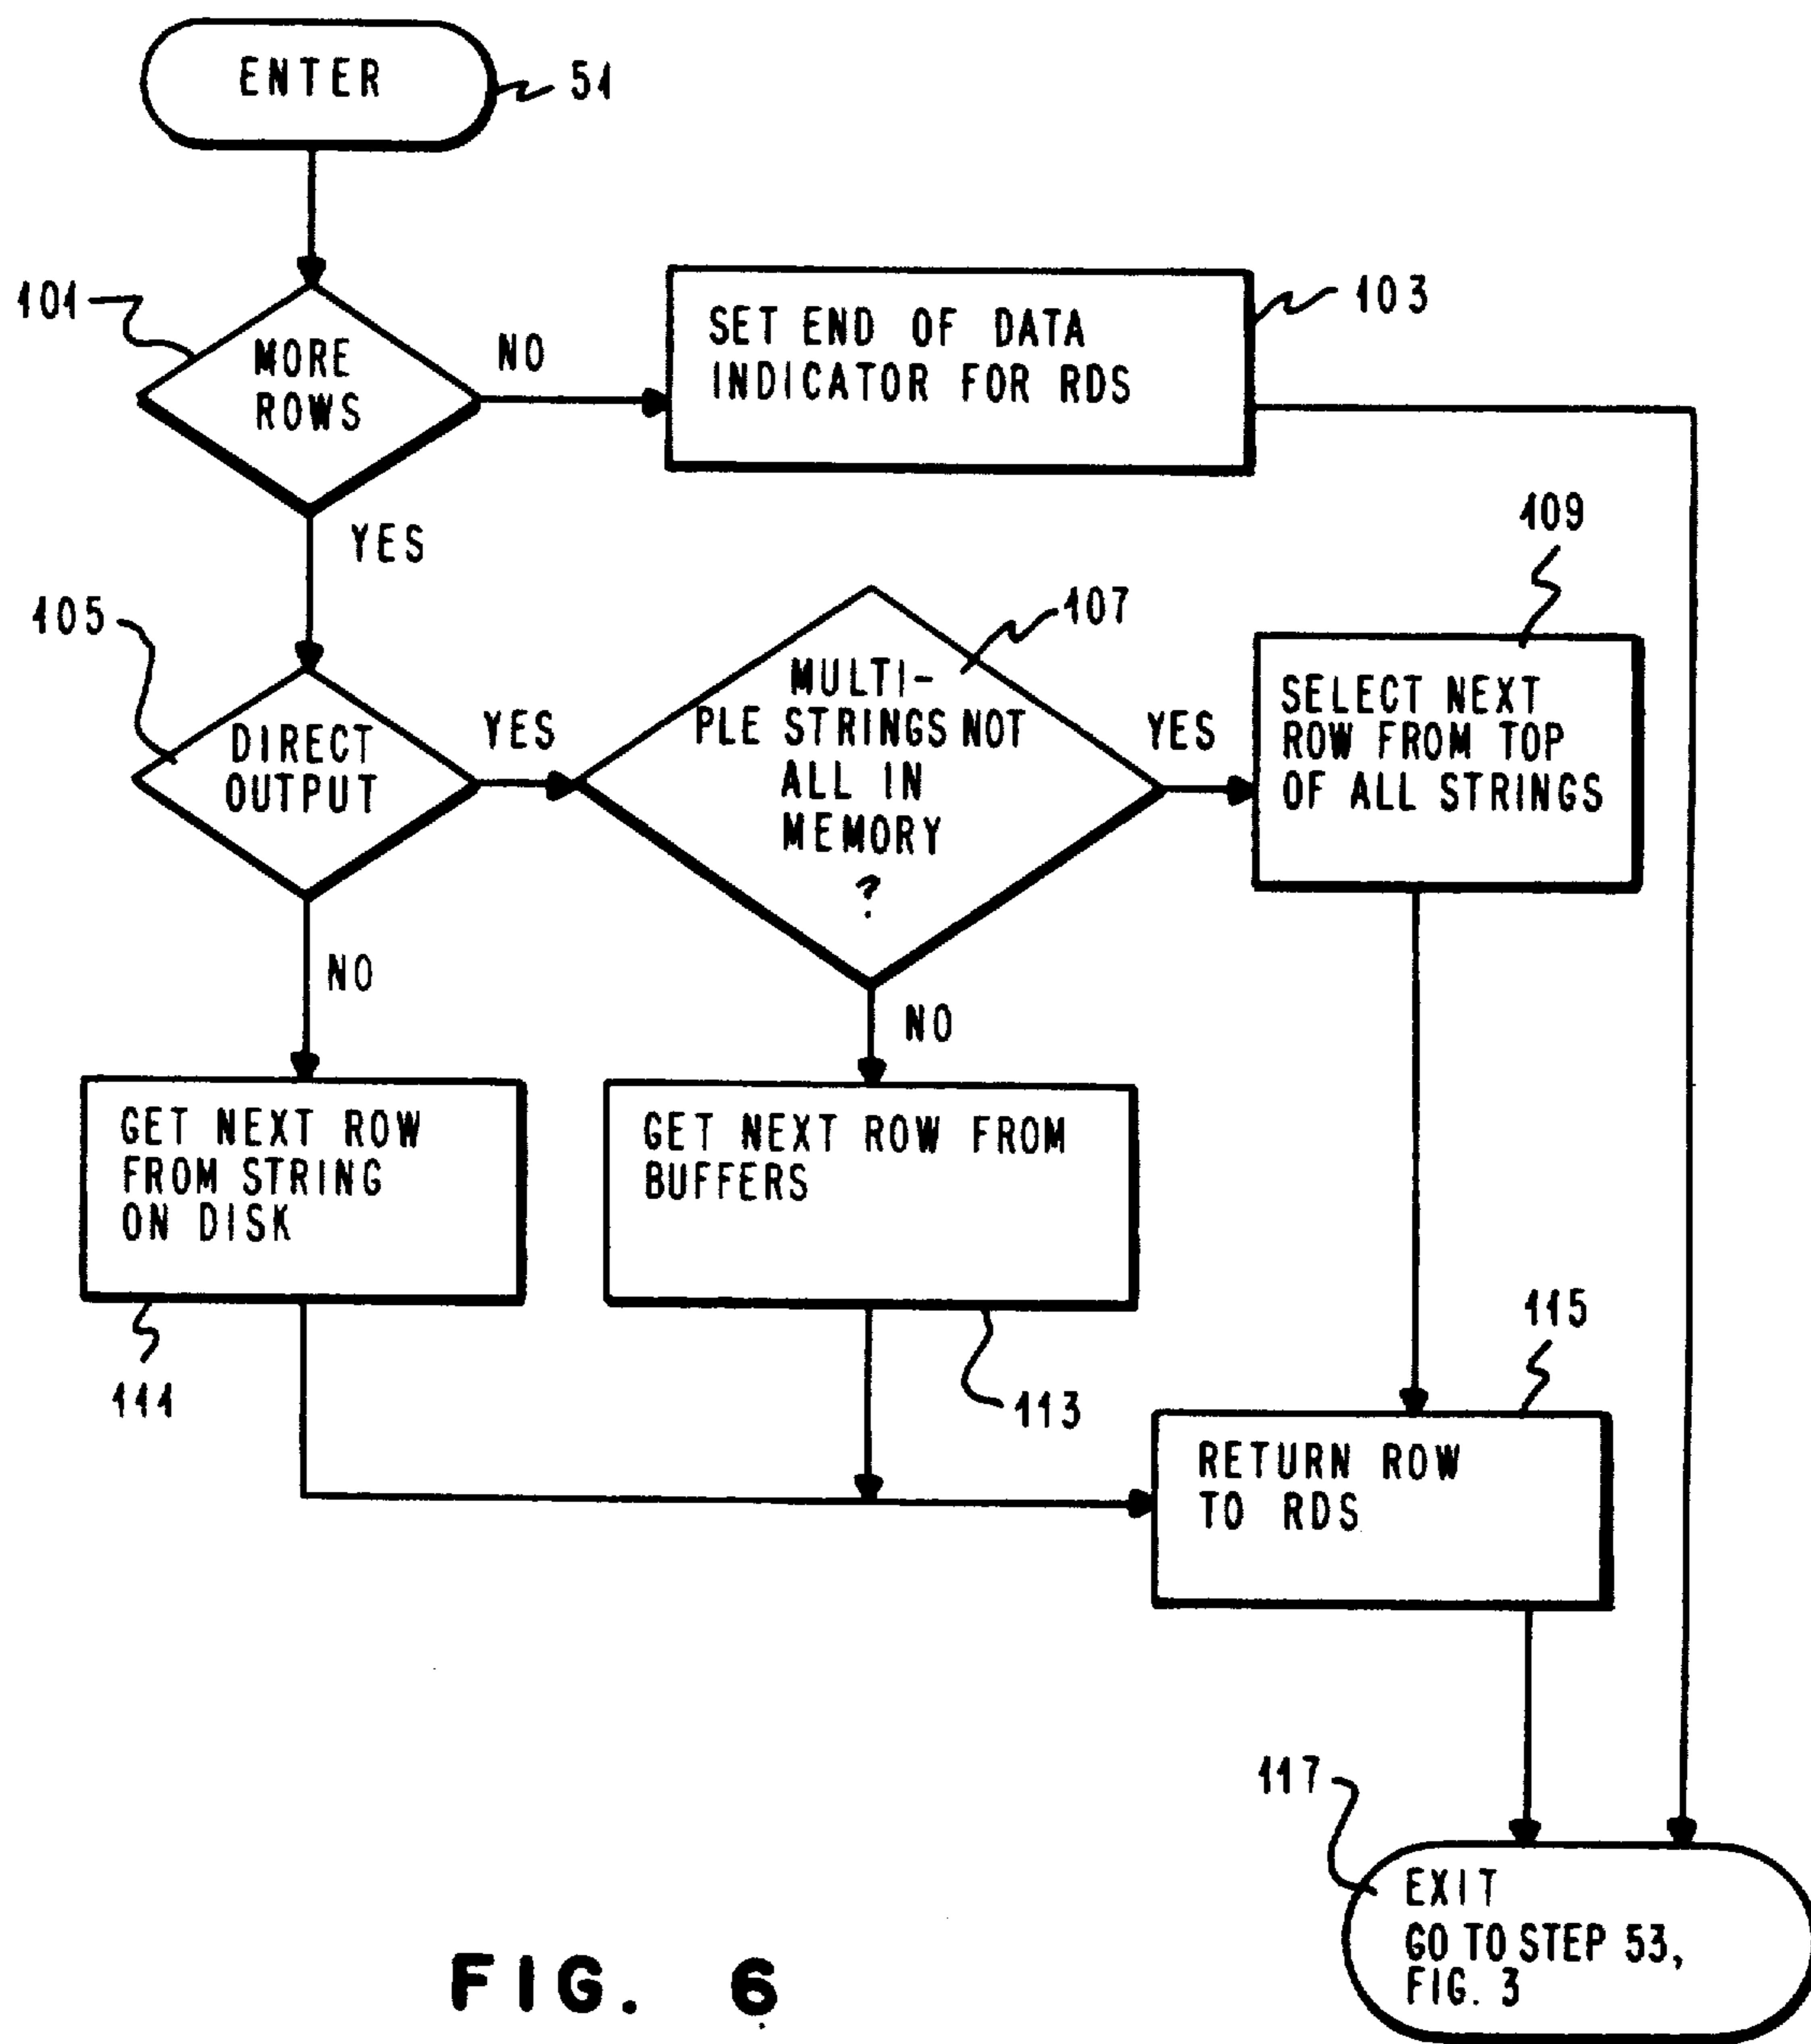 ENTER
51
101
MORE
ROWS
NO
SET END OF DATA
INDICATOR FOR RDS
103
YES
109
105
DIRECT
OUTPUT
YES
107
MULTI-
PLE STRINGS NOT
ALL IN
MEMORY
?
YES
SELECT NEXT
ROW FROM TOP
OF ALL STRINGS
NO
NO
GET NEXT ROW
FROM STRING
ON DISK
111
GET NEXT ROW FROM
BUFFERS
113
115
RETURN ROW
TO RDS
117
EXIT
GO TO STEP 53,
FIG. 3
FIG. 6